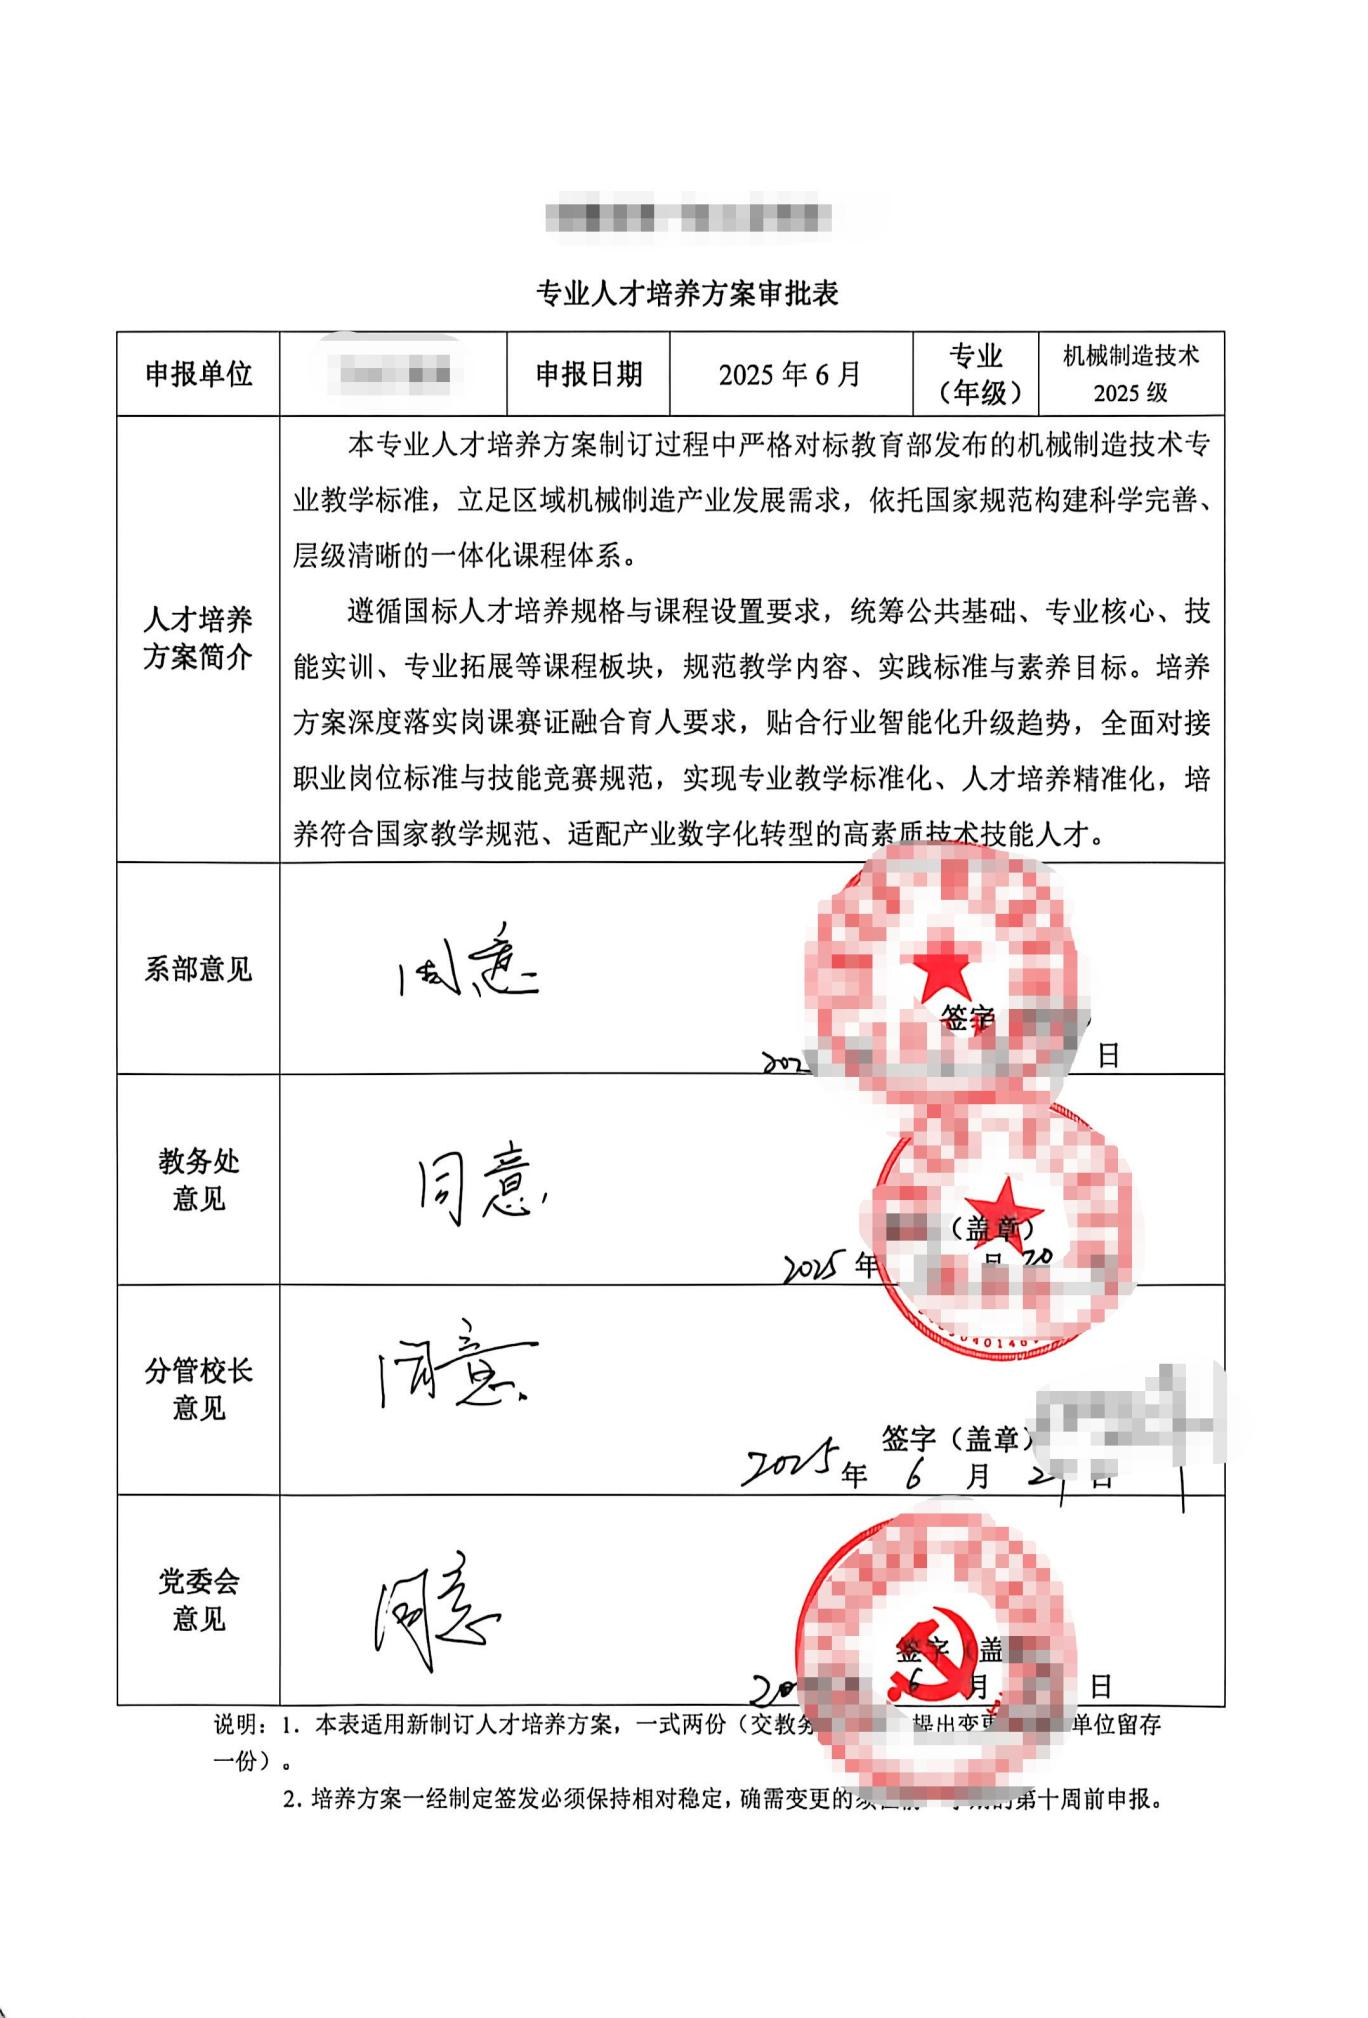 专业人才培养方案审批表
申报单位 申报日期 2025 年 6 月 专业（年级） 机械制造技术 2025 级
人才培养方案简介
本专业人才培养方案制订过程中严格对标教育部发布的机械制造技术专
业教学标准，立足区域机械制造产业发展需求，依托国家规范构建科学完善、
层级清晰的一体化课程体系。
遵循国标人才培养规格与课程设置要求，统筹公共基础、专业核心、技
能实训、专业拓展等课程板块，规范教学内容、实践标准与素养目标。培养
方案深度落实岗课赛证融合育人要求，贴合行业智能化升级趋势，全面对接
职业岗位标准与技能竞赛规范，实现专业教学标准化、人才培养精准化，培
养符合国家教学规范、适配产业数字化转型的高素质技术技能人才。
系部意见
同意
签字
日
教务处
意见
同意
（盖章）
2025 年 月 20
分管校长
意见
同意
签字（盖章）
2025 年 6 月 日
党委会
意见
同意
签字（盖
6 月 日
说明：1. 本表适用新制订人才培养方案，一式两份（交教务 提出变更 单位留存
一份）。
2. 培养方案一经制定签发必须保持相对稳定，确需变更的须 的第十周前申报。